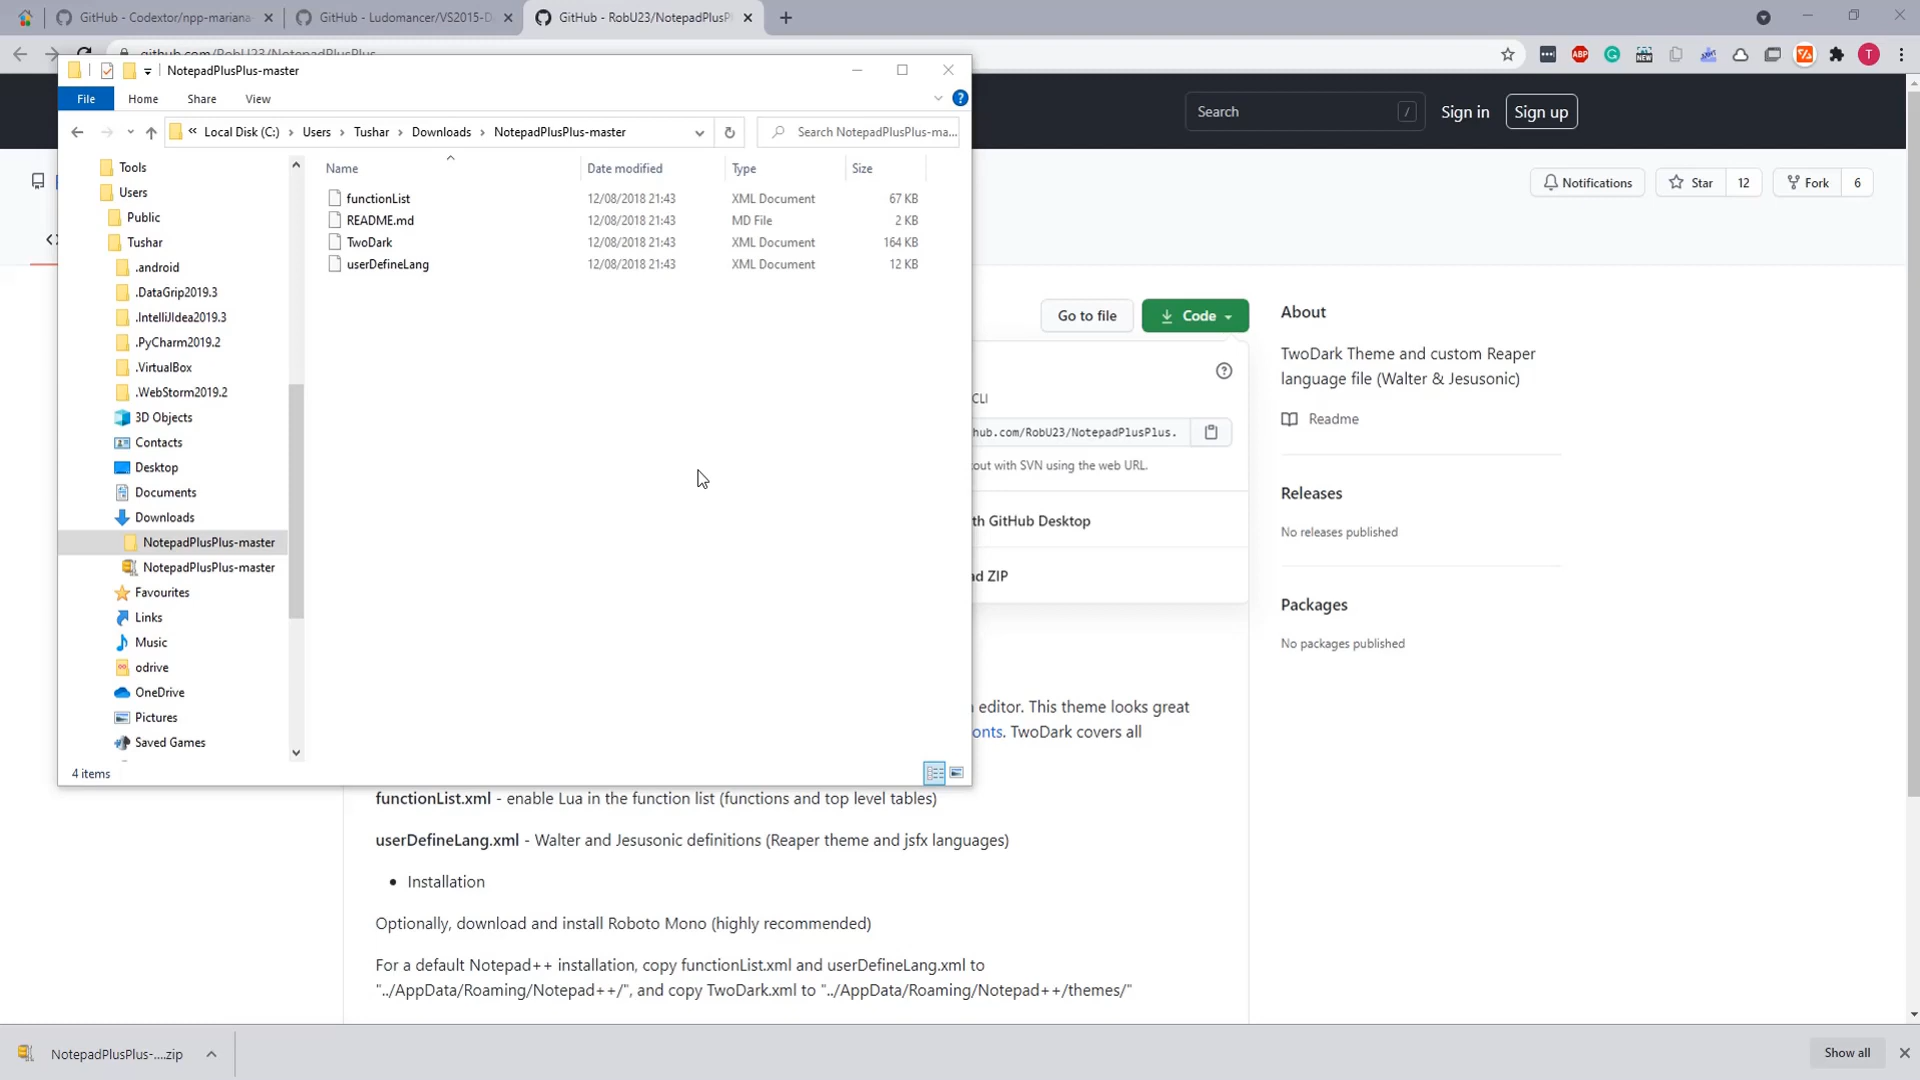 GitHub - Codextor/npp-mariana
GitHub - Ludomancer/VS2015-D
GitHub - RobU23/NotepadPlusP
github.com/RobU23/NotepadPlusPlus
ABP
NEW
T
NotepadPlusPlus-master
File
Home
Share
View
Local Disk (C:)
Users
Tushar
Downloads
NotepadPlusPlus-master
Search NotepadPlusPlus-ma...
Search
/
Sign in
Sign up
Notifications
Star
12
Fork
6
Tools
Users
Public
Tushar
.android
.DataGrip2019.3
.IntelliJIdea2019.3
.PyCharm2019.2
.VirtualBox
.WebStorm2019.2
3D Objects
Contacts
Desktop
Documents
Downloads
NotepadPlusPlus-master
NotepadPlusPlus-master
Favourites
Links
Music
odrive
OneDrive
Pictures
Saved Games
Name Date modified Type Size
functionList 12/08/2018 21:43 XML Document 67 KB
README.md 12/08/2018 21:43 MD File 2 KB
TwoDark 12/08/2018 21:43 XML Document 164 KB
userDefineLang 12/08/2018 21:43 XML Document 12 KB
4 items
Go to file
Code
CLI
hub.com/RobU23/NotepadPlusPlus.
out with SVN using the web URL.
th GitHub Desktop
ad ZIP
About
TwoDark Theme and custom Reaper
language file (Walter & Jesusonic)
Readme
Releases
No releases published
Packages
No packages published
editor. This theme looks great
onts. TwoDark covers all
functionList.xml - enable Lua in the function list (functions and top level tables)
userDefineLang.xml - Walter and Jesusonic definitions (Reaper theme and jsfx languages)
Installation
Optionally, download and install Roboto Mono (highly recommended)
For a default Notepad++ installation, copy functionList.xml and userDefineLang.xml to
"../AppData/Roaming/Notepad++/", and copy TwoDark.xml to "../AppData/Roaming/Notepad++/themes/"
NotepadPlusPlus-....zip
Show all